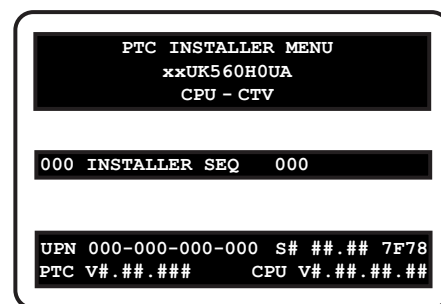 PTC INSTALLER MENU
xxUK560H0UA
CPU – CTV
000 INSTALLER SEQ 000
UPN 000-000-000-000 S# ##.## 7F78
PTC V#.##.### CPU V#.##.##.##